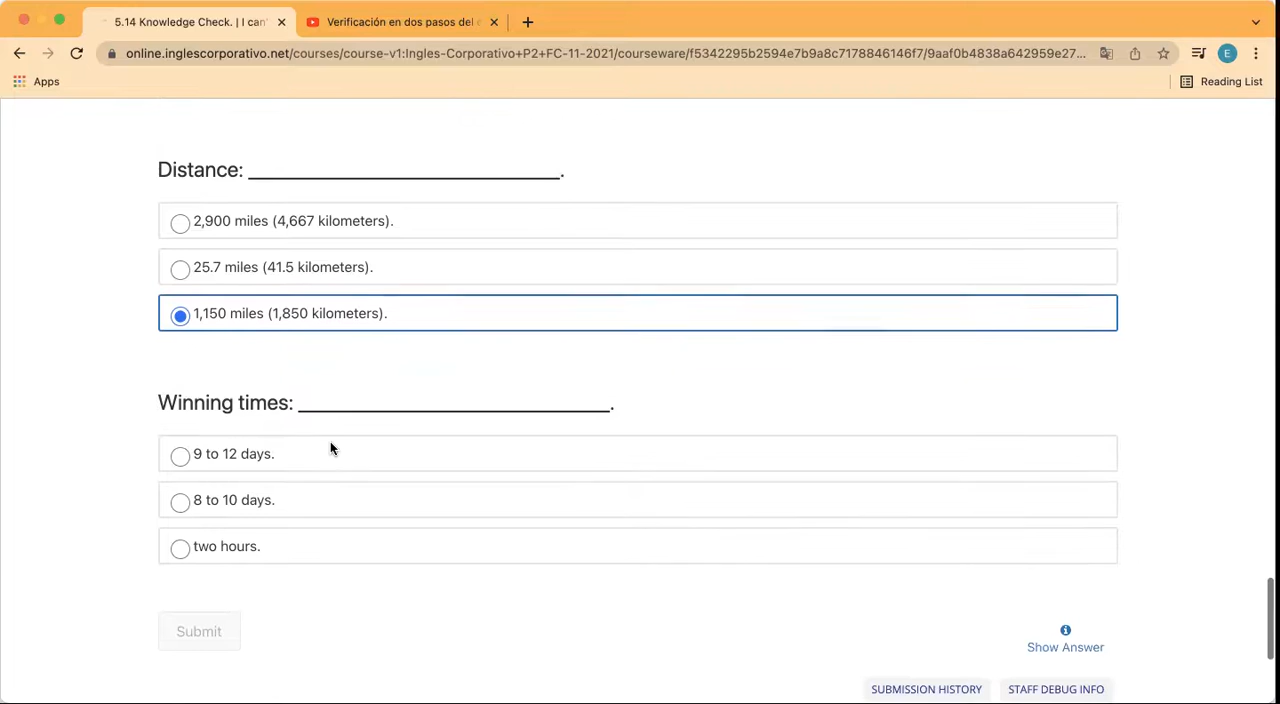 5.14 Knowledge Check. | I can'
Verificación en dos pasos del
online.inglescorporativo.net/courses/course-v1:Ingles-Corporativo+P2+FC-11-2021/courseware/f5342295b2594e7b9a8c7178846146f7/9aaf0b4838a642959e27...
E
Apps
Reading List
Distance: ____________________________.
2,900 miles (4,667 kilometers).
25.7 miles (41.5 kilometers).
1,150 miles (1,850 kilometers).
Winning times: ____________________________.
9 to 12 days.
8 to 10 days.
two hours.
Submit
Show Answer
SUBMISSION HISTORY
STAFF DEBUG INFO